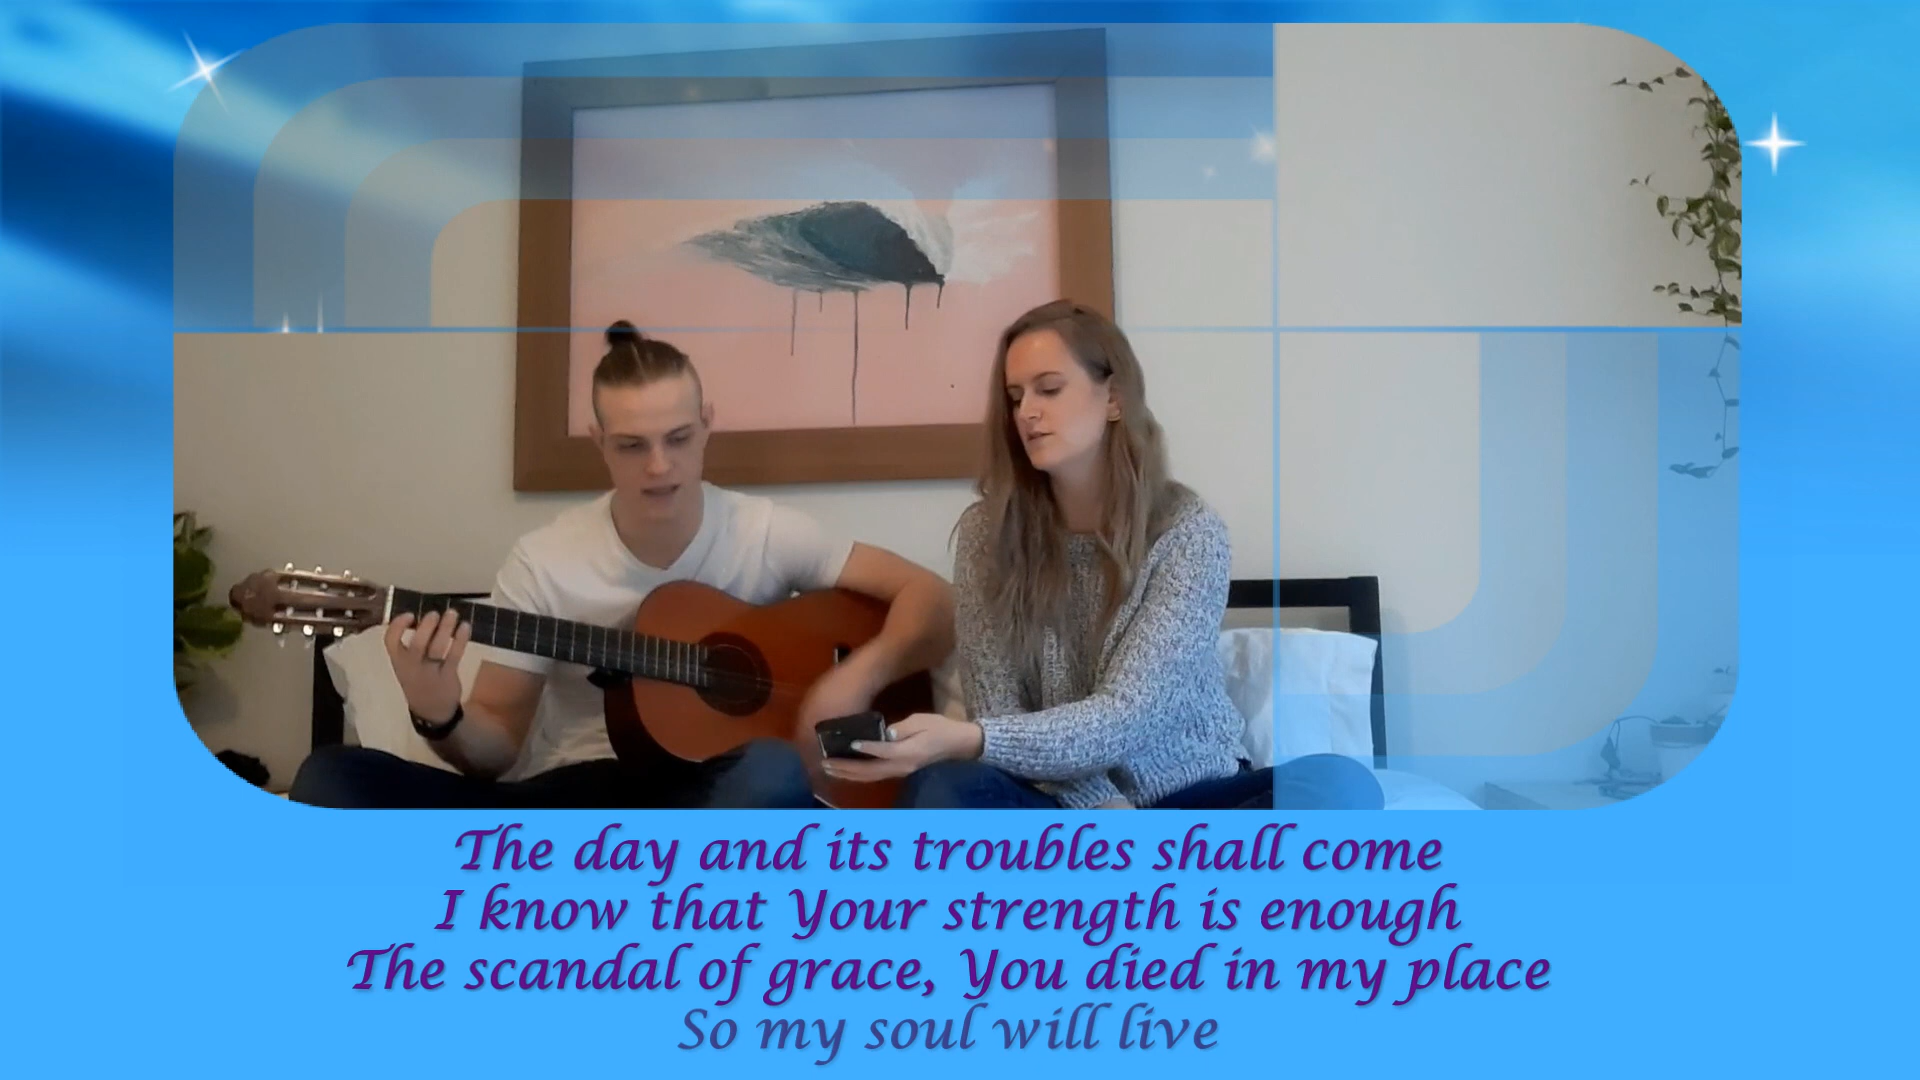 The day and its troubles shall come
I know that Your strength is enough
The scandal of grace, You died in my place
So my soul will live